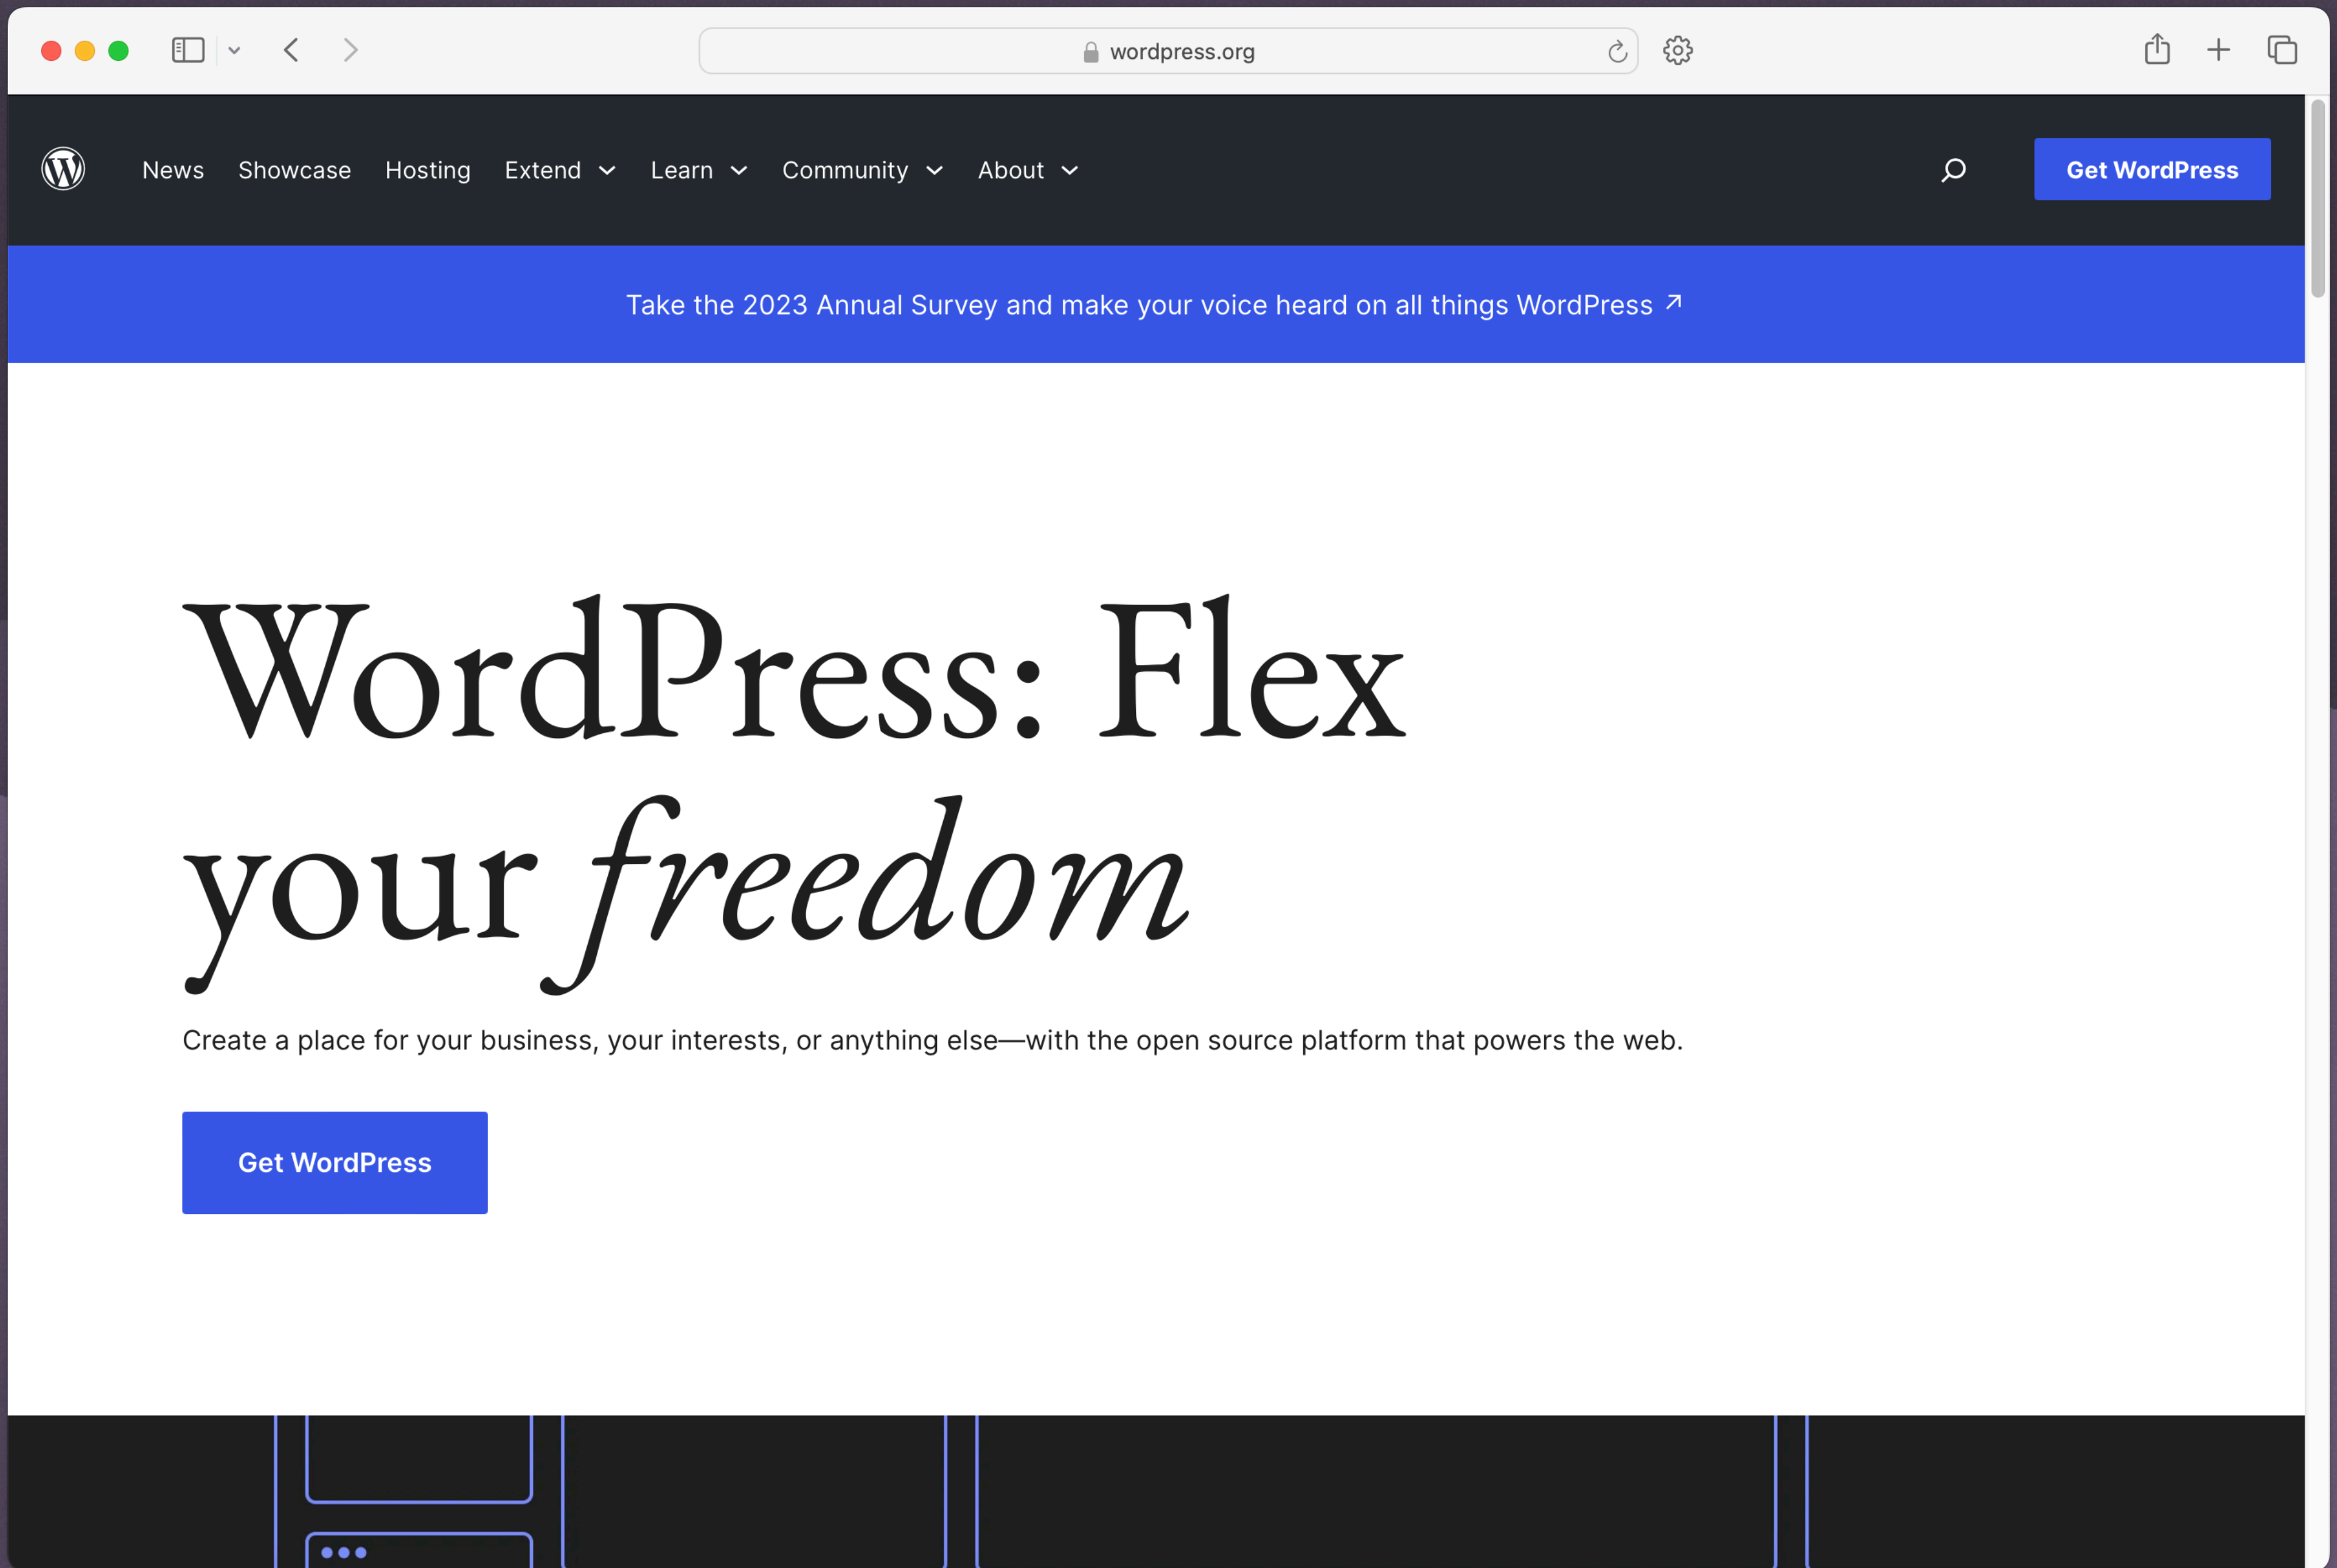 wordpress.org
News Showcase Hosting Extend Learn Community About Get WordPress
Take the 2023 Annual Survey and make your voice heard on all things WordPress ↗
WordPress: Flex
your freedom
Create a place for your business, your interests, or anything else—with the open source platform that powers the web.
Get WordPress